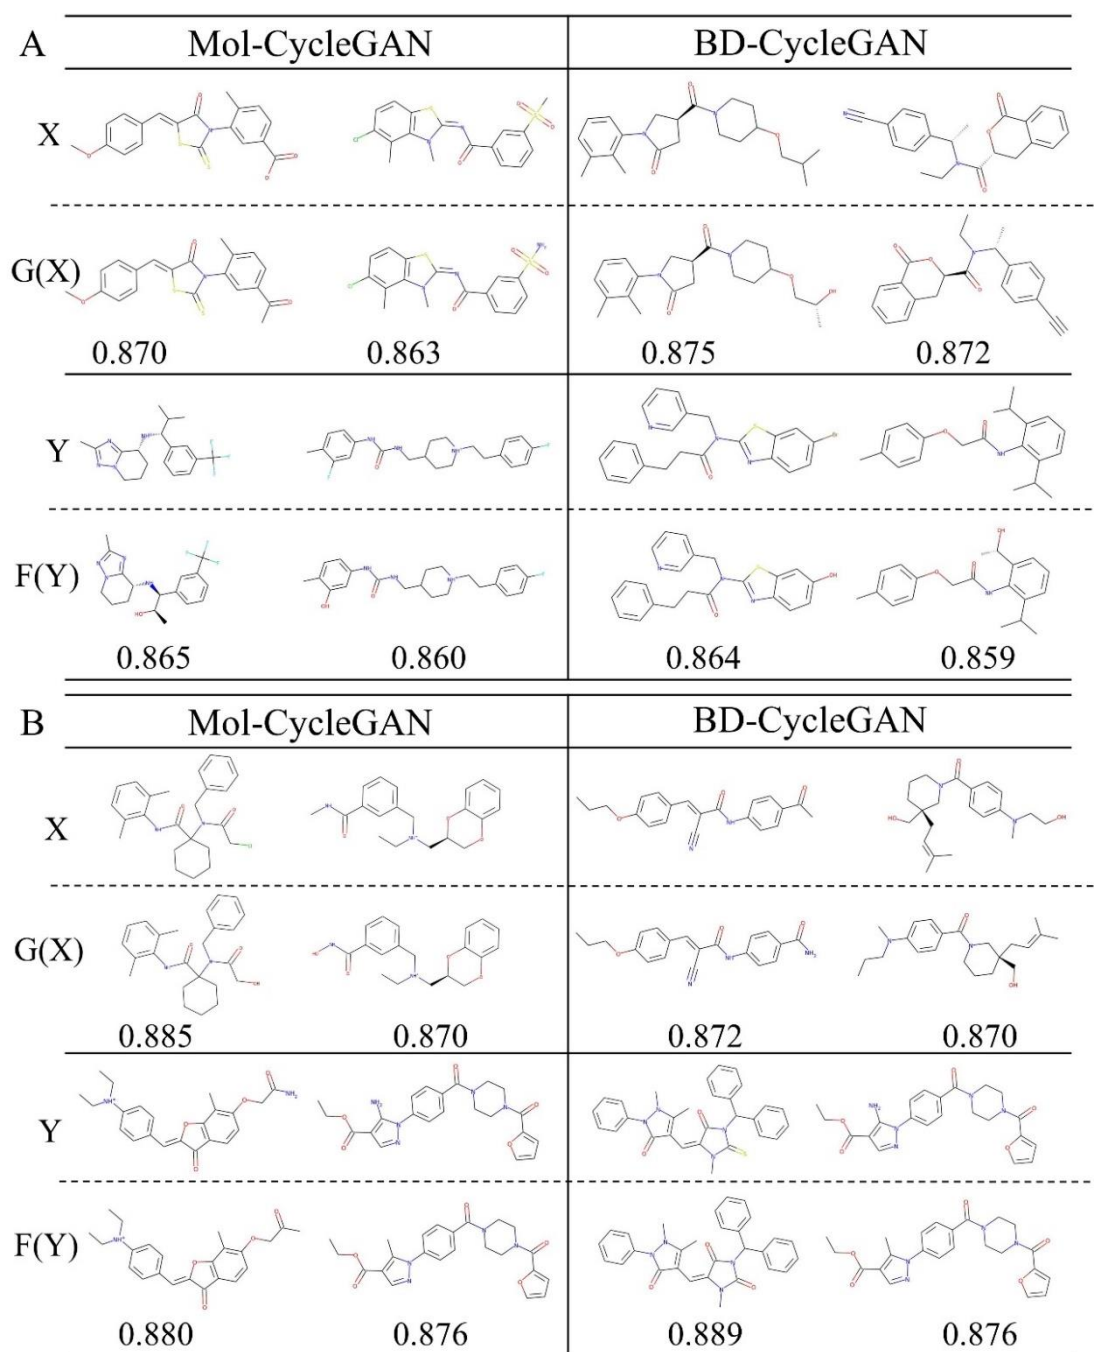 A Mol-CycleGAN BD-CycleGAN
X
G(X)
0.870 0.863 0.875 0.872
Y
F(Y)
0.865 0.860 0.864 0.859
B Mol-CycleGAN BD-CycleGAN
X
G(X)
0.885 0.870 0.872 0.870
Y
F(Y)
0.880 0.876 0.889 0.876